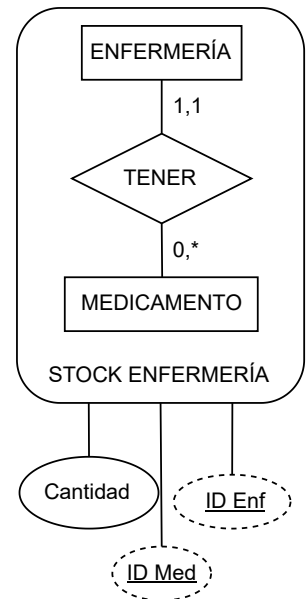 ENFERMERÍA
1,1
TENER
0,*
MEDICAMENTO
STOCK ENFERMERÍA
Cantidad
ID Enf
ID Med